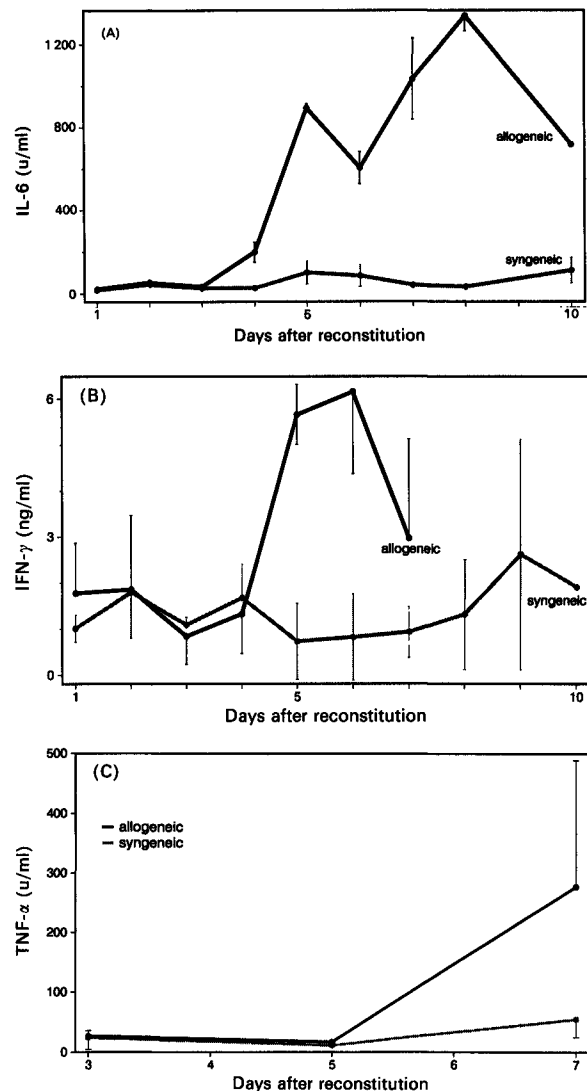 (A)
1 200
800
400
0
IL-6 (u/ml)
allogeneic
syngeneic
1
5
10
Days after reconstitution
(B)
6
3
0
IFN-γ (ng/ml)
allogeneic
syngeneic
1
5
10
Days after reconstitution
(C)
500
400
300
200
100
0
TNF-α (u/ml)
allogeneic
syngeneic
3
4
5
6
7
Days after reconstitution